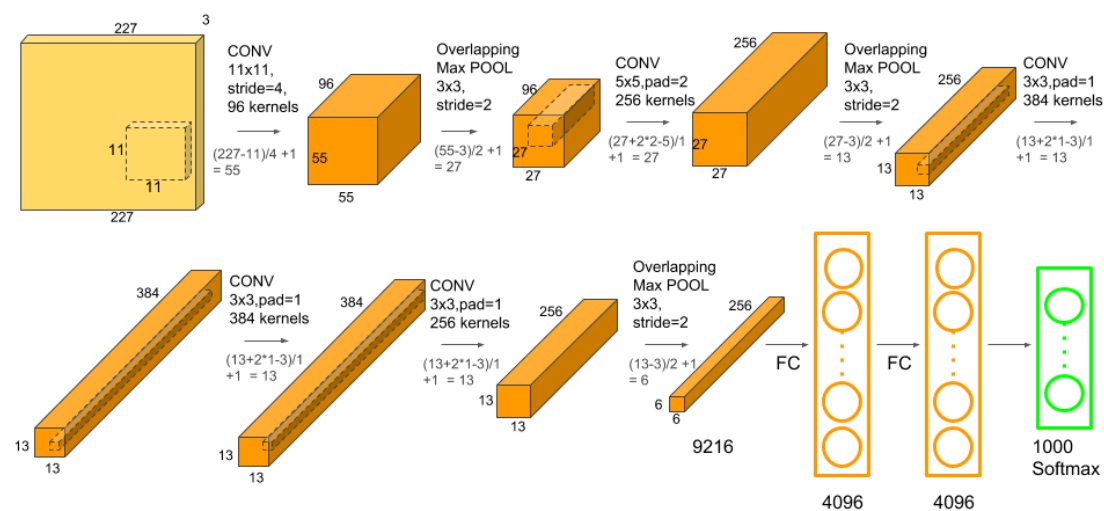 227
3
11
11
227
CONV
11x11,
stride=4,
96 kernels
(227-11)/4 +1
= 55
96
55
55
Overlapping
Max POOL
3x3,
stride=2
(55-3)/2 +1
= 27
96
27
27
CONV
5x5,pad=2
256 kernels
(27+2*2-5)/1
+1 = 27
256
27
27
Overlapping
Max POOL
3x3,
stride=2
(27-3)/2 +1
= 13
256
13
13
CONV
3x3,pad=1
384 kernels
(13+2*1-3)/1
+1 = 13
384
13
13
CONV
3x3,pad=1
384 kernels
(13+2*1-3)/1
+1 = 13
384
13
13
CONV
3x3,pad=1
256 kernels
(13+2*1-3)/1
+1 = 13
256
13
13
Overlapping
Max POOL
3x3,
stride=2
(13-3)/2 +1
= 6
256
6
6
9216
FC
4096
FC
4096
1000
Softmax